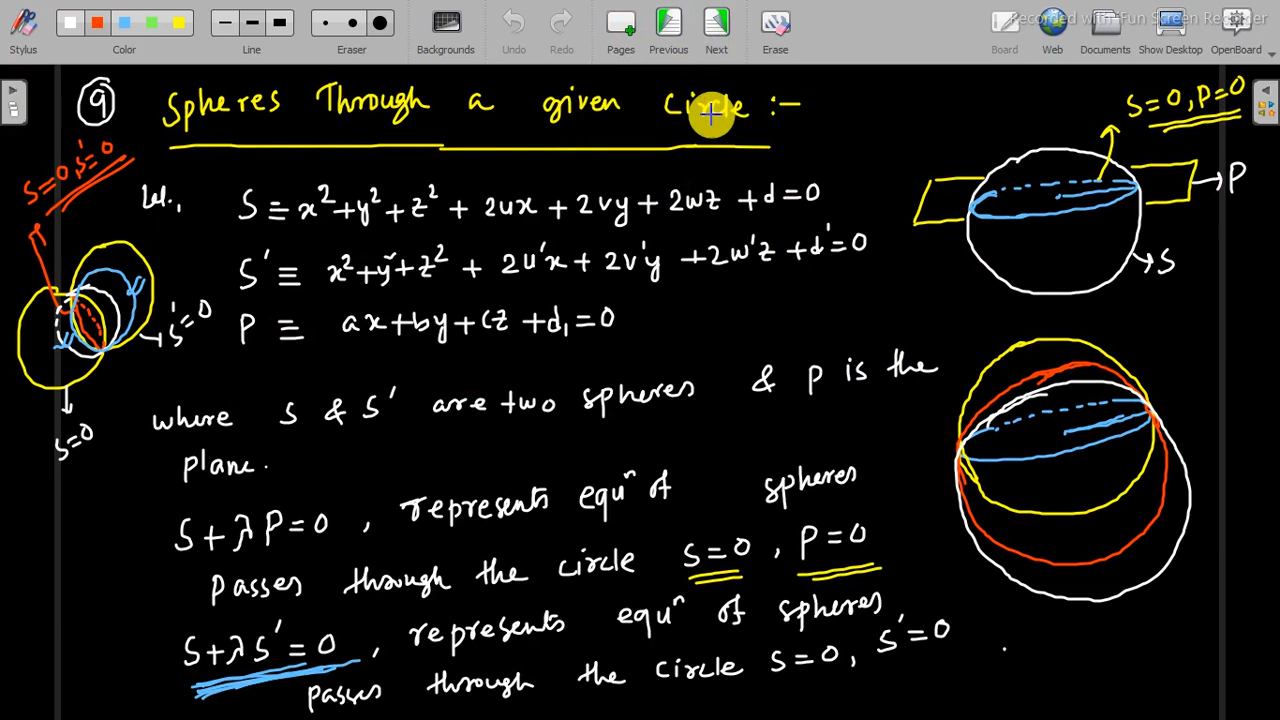 Recorded with iFun Screen Recorder
Stylus Color Line Eraser Backgrounds Undo Redo Pages Previous Next Erase Board Web Documents Show Desktop OpenBoard
9 Spheres Through a given Circle :-
S=0, P=0
S=0, S'=0
P
S
Let,
S ≡ x²+y²+z² + 2ux + 2vy + 2wz + d = 0
S' ≡ x²+y²+z² + 2u'x + 2v'y + 2w'z + d' = 0
S'=0
P ≡ ax+by+cz+d₁=0
S=0
where S & S' are two spheres & P is the
plane.
S+λP=0, represents equⁿ of spheres
passes through the circle S=0, P=0
S+λS'=0, represents equⁿ of spheres
passes through the circle S=0, S'=0.